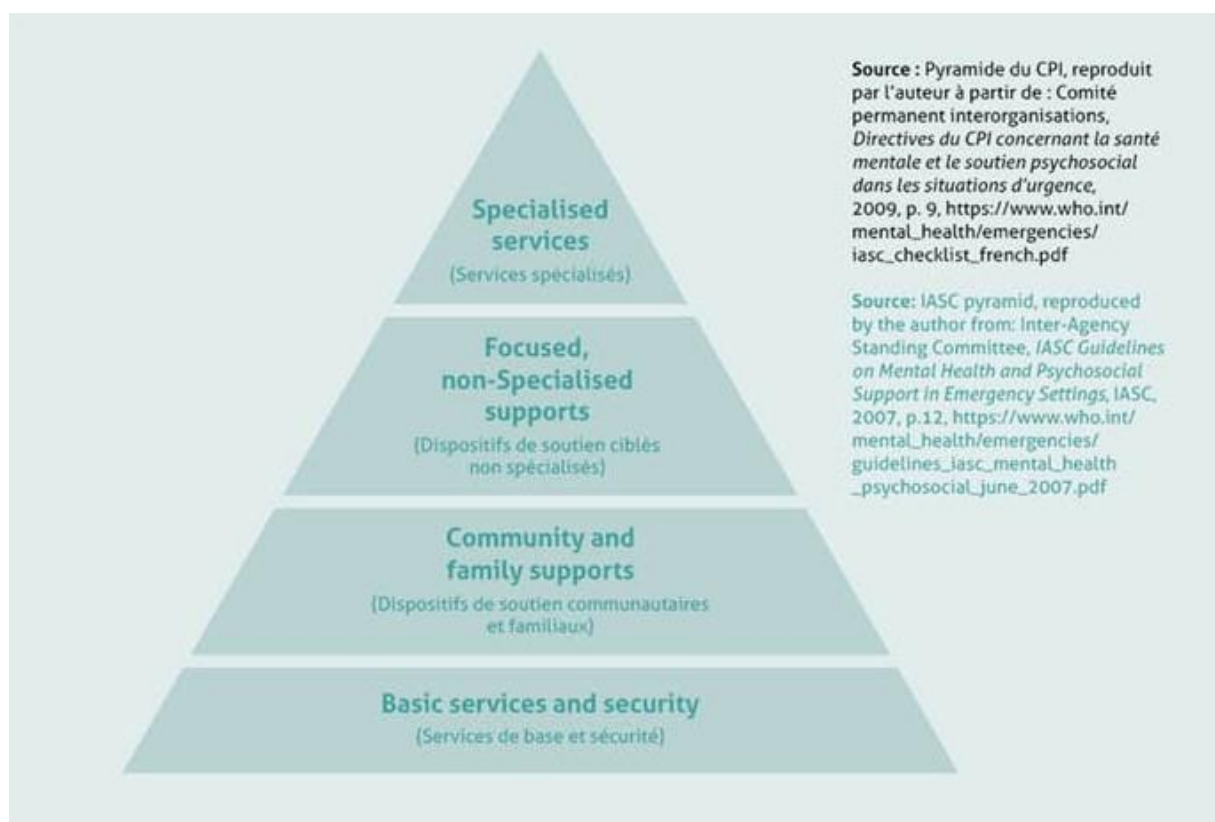 Specialised
services
(Services spécialisés)
Focused,
non-Specialised
supports
(Dispositifs de soutien ciblés
non spécialisés)
Community and
family supports
(Dispositifs de soutien communautaires
et familiaux)
Basic services and security
(Services de base et sécurité)
Source : Pyramide du CPI, reproduit
par l'auteur à partir de : Comité
permanent interorganisations,
Directives du CPI concernant la santé
mentale et le soutien psychosocial
dans les situations d'urgence,
2009, p. 9, https://www.who.int/
mental_health/emergencies/
iasc_checklist_french.pdf
Source: IASC pyramid, reproduced
by the author from: Inter-Agency
Standing Committee, IASC Guidelines
on Mental Health and Psychosocial
Support in Emergency Settings, IASC,
2007, p.12, https://www.who.int/
mental_health/emergencies/
guidelines_iasc_mental_health
_psychosocial_june_2007.pdf